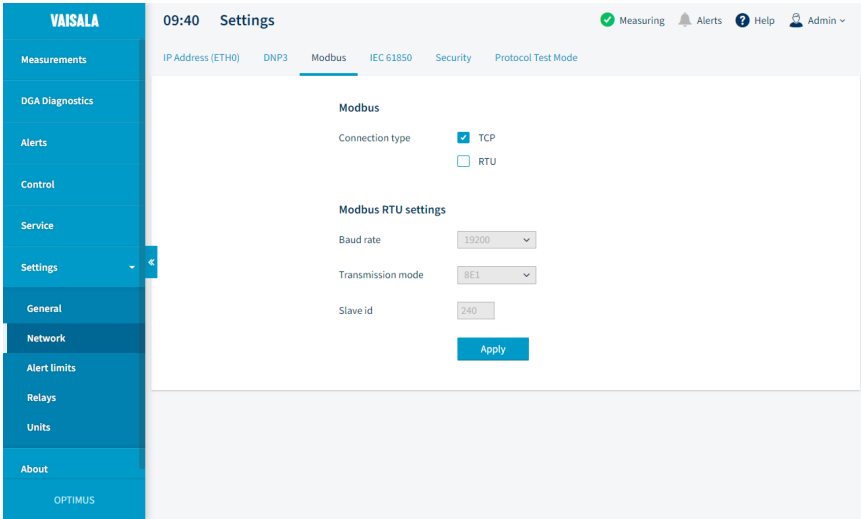 VAISALA
09:40 Settings
Measuring Alerts Help Admin
Measurements
DGA Diagnostics
Alerts
Control
Service
Settings
General
Network
Alert limits
Relays
Units
About
OPTIMUS
IP Address (ETH0) DNP3 Modbus IEC 61850 Security Protocol Test Mode
Modbus
Connection type TCP
RTU
Modbus RTU settings
Baud rate 19200
Transmission mode 8E1
Slave id 240
Apply